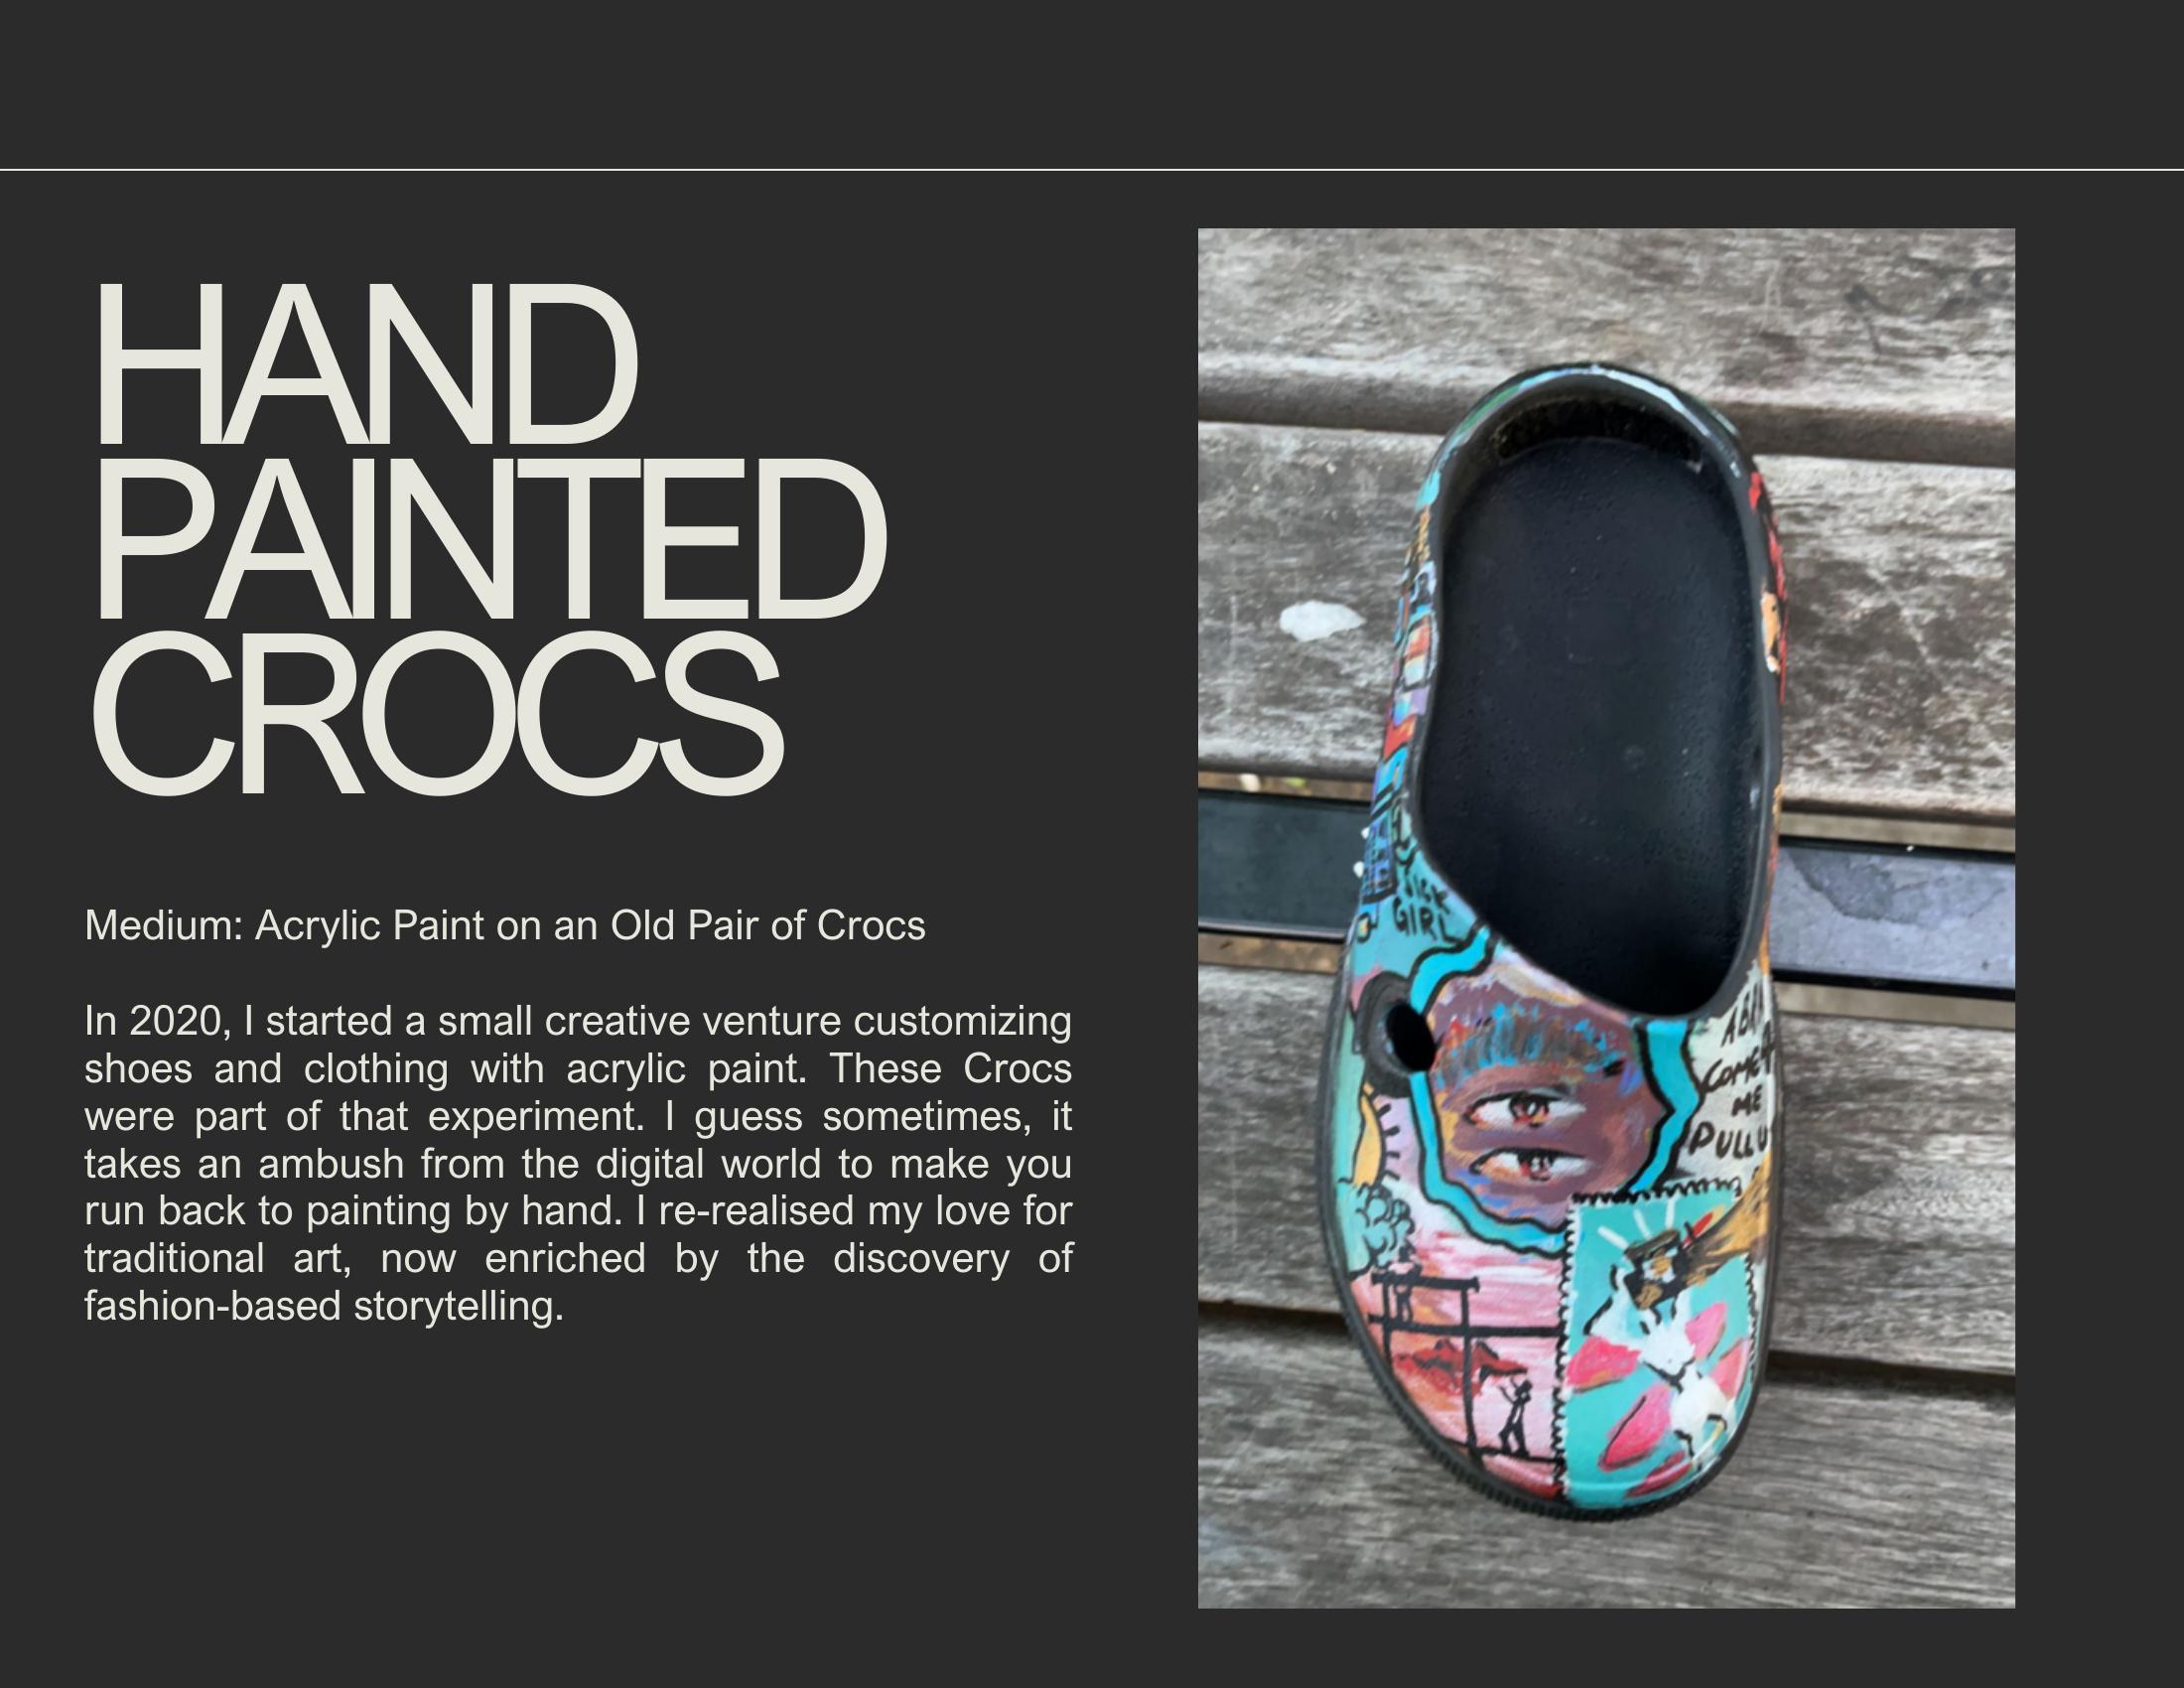 HAND
PAINTED
CROCS
Medium: Acrylic Paint on an Old Pair of Crocs
In 2020, I started a small creative venture customizing
shoes and clothing with acrylic paint. These Crocs
were part of that experiment. I guess sometimes, it
takes an ambush from the digital world to make you
run back to painting by hand. I re-realised my love for
traditional art, now enriched by the discovery of
fashion-based storytelling.
GIRL
COME
ME